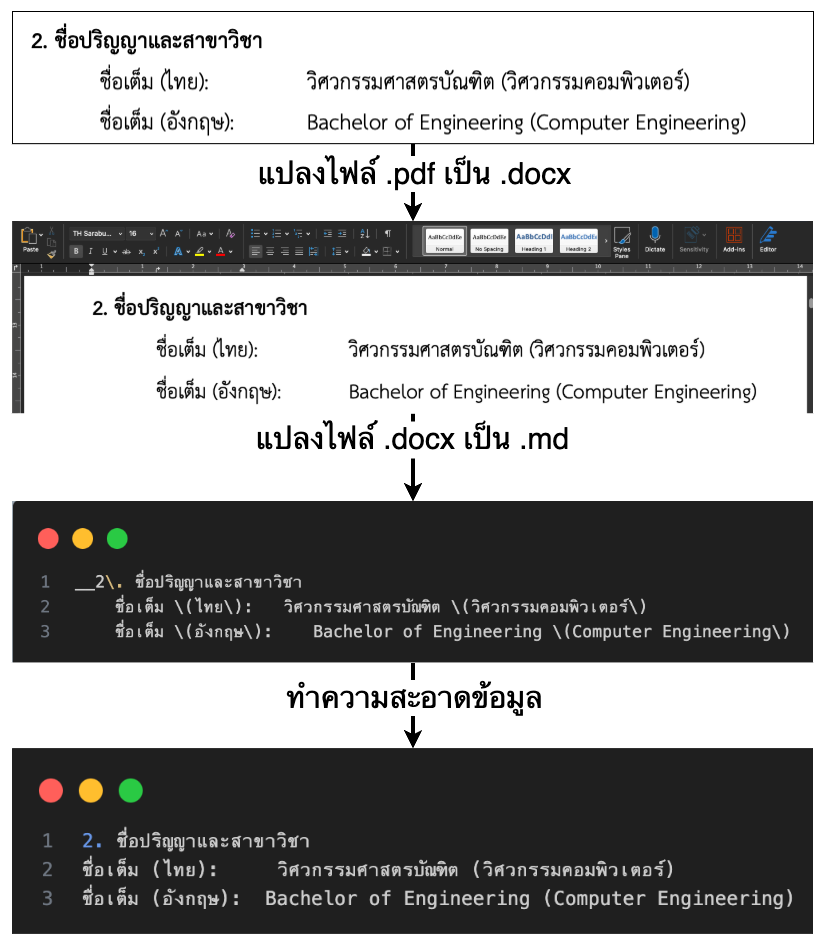 2. ชื่อปริญญาและสาขาวิชา
ชื่อเต็ม (ไทย): วิศวกรรมศาสตรบัณฑิต (วิศวกรรมคอมพิวเตอร์)
ชื่อเต็ม (อังกฤษ): Bachelor of Engineering (Computer Engineering)
แปลงไฟล์ .pdf เป็น .docx
Paste TH Sarabu... 16 Aa AaBbCcDdEe Normal AaBbCcDdEe No Spacing AaBbCcDdI Heading 1 AaBbCcDdEe Heading 2 Styles Pane Dictate Sensitivity Add-ins Editor
2. ชื่อปริญญาและสาขาวิชา
ชื่อเต็ม (ไทย): วิศวกรรมศาสตรบัณฑิต (วิศวกรรมคอมพิวเตอร์)
ชื่อเต็ม (อังกฤษ): Bachelor of Engineering (Computer Engineering)
แปลงไฟล์ .docx เป็น .md
1 __2\. ชื่อปริญญาและสาขาวิชา
2 ชื่อเต็ม \(ไทย\): วิศวกรรมศาสตรบัณฑิต \(วิศวกรรมคอมพิวเตอร์\)
3 ชื่อเต็ม \(อังกฤษ\): Bachelor of Engineering \(Computer Engineering\)
ทำความสะอาดข้อมูล
1 2. ชื่อปริญญาและสาขาวิชา
2 ชื่อเต็ม (ไทย): วิศวกรรมศาสตรบัณฑิต (วิศวกรรมคอมพิวเตอร์)
3 ชื่อเต็ม (อังกฤษ): Bachelor of Engineering (Computer Engineering)